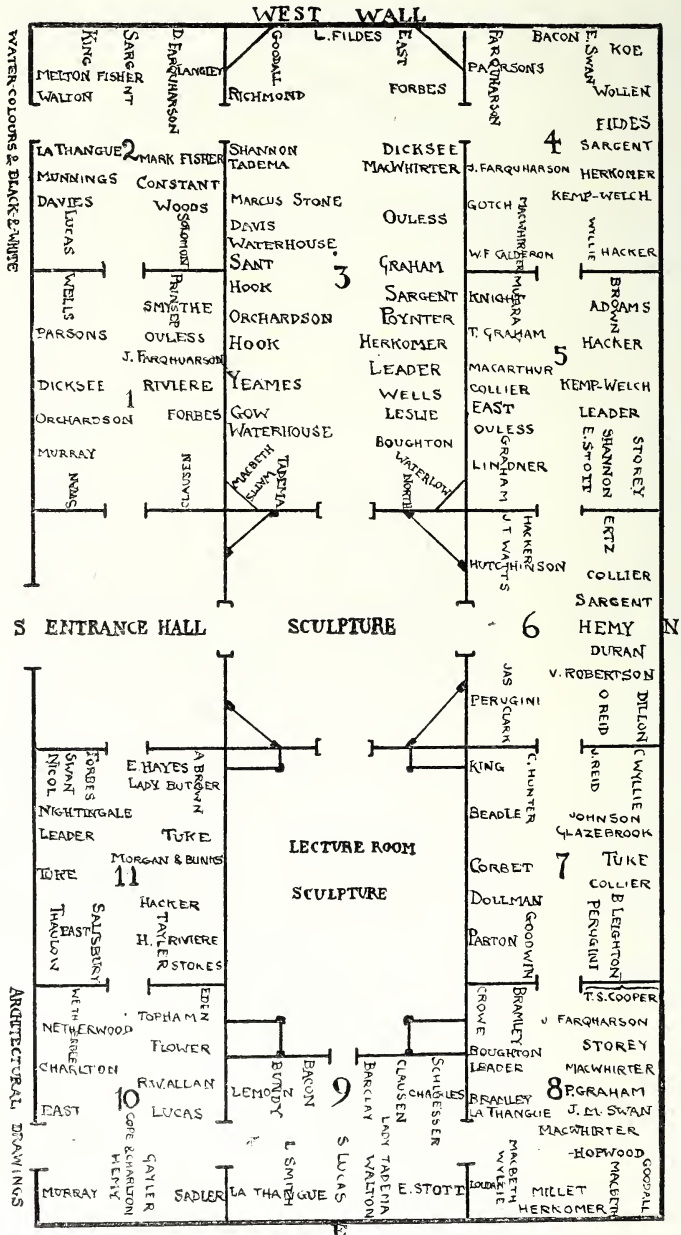 WEST WALL
WATER-COLOURS & BLACK-&-WHITE
KING
SARGENT
D. FARQUHARSON
LANGLEY
MELTON FISHER
WALTON
LA THANGUE
2
MARK FISHER
MUNNINGS
CONSTANT
DAVIES
WOODS
LUCAS
SOLOMON
GOODALL
L. FILDES
EAST
RICHMOND
FORBES
SHANNON
TADEMA
DICKSEE
MACWHIRTER
MARCUS STONE
OULESS
DAVIS
WATERHOUSE
SANT
3
GRAHAM
HOOK
SARGENT
ORCHARDSON
POYNTER
HOOK
HERKOMER
LEADER
YEAMES
WELLS
GOW
LESLIE
WATERHOUSE
BOUGHTON
MACBETH
WATTS
TADEMA
NORTH
WATERLOW
FARQUHARSON
PARSONS
BACON
E. SWAN
KOE
WOLLEN
FILDES
4
SARGENT
J. FARQUHARSON
HERKOMER
KEMP-WELCH
GOTCH
MACWHIRTER
WYLLIE
W.F CALDERON
HACKER
WELLS
PRINSEP
SMYTHE
PARSONS
OULESS
J. FARQHUARSON
DICKSEE
1
RIVIERE
ORCHARDSON
FORBES
MURRAY
SWAN
CLAUSEN
KNIGHT
BROWN
ADAMS
T. GRAHAM
HACKER
5
MACARTHUR
COLLIER
KEMP-WELCH
EAST
LEADER
OULESS
GRAHAM
LINDNER
E. STOTT
SHANNON
STOREY
S
ENTRANCE HALL
SCULPTURE
HACKER
J T WATTS
HUTCHINSON
ERTZ
COLLIER
SARGENT
6
HEMY
N
DURAN
V. ROBERTSON
JAS
CLARK
PERUGINI
O REID
DILLON
NICOL
SWAN
FORBES
E. HAYES
LADY BUTLER
A BROWN
NIGHTINGALE
LEADER
TUKE
MORGAN & BUNKS
TUKE
11
HACKER
THAULOW
EAST
SALISBURY
TAYLER
H. RIVIERE
STOKES
LECTURE ROOM
SCULPTURE
KING
C. HUNTER
J. REID
C WYLLIE
BEADLE
JOHNSON
GLAZEBROOK
CORBET
7
TUKE
COLLIER
DOLLMAN
PARTON
GOODWIN
PERUGINI
B LEIGHTON
ARCHITECTURAL DRAWINGS
EDEN
TOPHAM
NETHERWOOD
FLOWER
CHARLTON
10
R.W. ALLAN
EAST
LUCAS
COPE & CHARLTON
HEMY
GAYLER
MURRAY
SADLER
LEMON
BUNDY
BACON
9
BARCLAY
CLAUSEN
CHARLES
SCHLOESSER
L SMITH
S LUCAS
LADY TADEMA
WALTON
LA THANGUE
E. STOTT
CROWE
BRAMLEY
T. S. COOPER
J FARQHARSON
BOUGHTON
STOREY
LEADER
MACWHIRTER
BRAMLEY
8
P. GRAHAM
LA THANGUE
J. M. SWAN
MACWHIRTER
-HOPWOOD
MACBETH
WYLLIE
LOUDAN
MILLET
HERKOMER
MACBETH
GOODALL
E